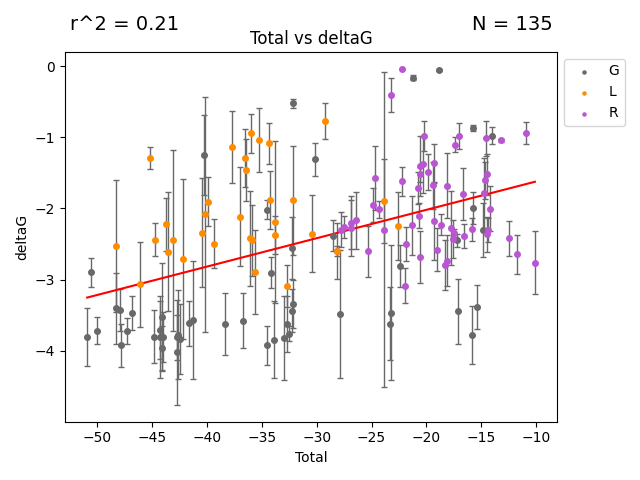 r^2 = 0.21
N = 135
Total vs deltaG
G
L
R
0
−1
−2
−3
−4
deltaG
−50 −45 −40 −35 −30 −25 −20 −15 −10
Total